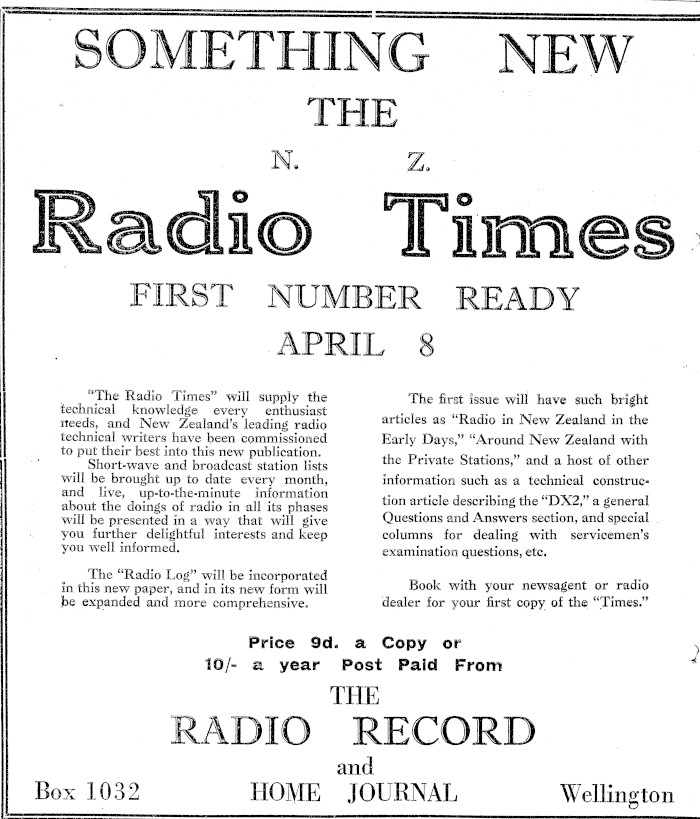 SOMETHING NEW
THE
N. Z.
Radio Times
FIRST NUMBER READY
APRIL 8
"The Radio Times" will supply the
technical knowledge every enthusiast
needs, and New Zealand's leading radio
technical writers have been commissioned
to put their best into this new publication.
Short-wave and broadcast station lists
will be brought up to date every month,
and live, up-to-the-minute information
about the doings of radio in all its phases
will be presented in a way that will give
you further delightful interests and keep
you well informed.
The "Radio Log" will be incorporated
in this new paper, and in its new form will
be expanded and more comprehensive.
The first issue will have such bright
articles as "Radio in New Zealand in the
Early Days," "Around New Zealand with
the Private Stations," and a host of other
information such as a technical construc-
tion article describing the "DX2," a general
Questions and Answers section, and special
columns for dealing with servicemen's
examination questions, etc.
Book with your newsagent or radio
dealer for your first copy of the "Times."
Price 9d. a Copy or
10/- a year Post Paid From
THE
RADIO RECORD
and
Box 1032 HOME JOURNAL Wellington